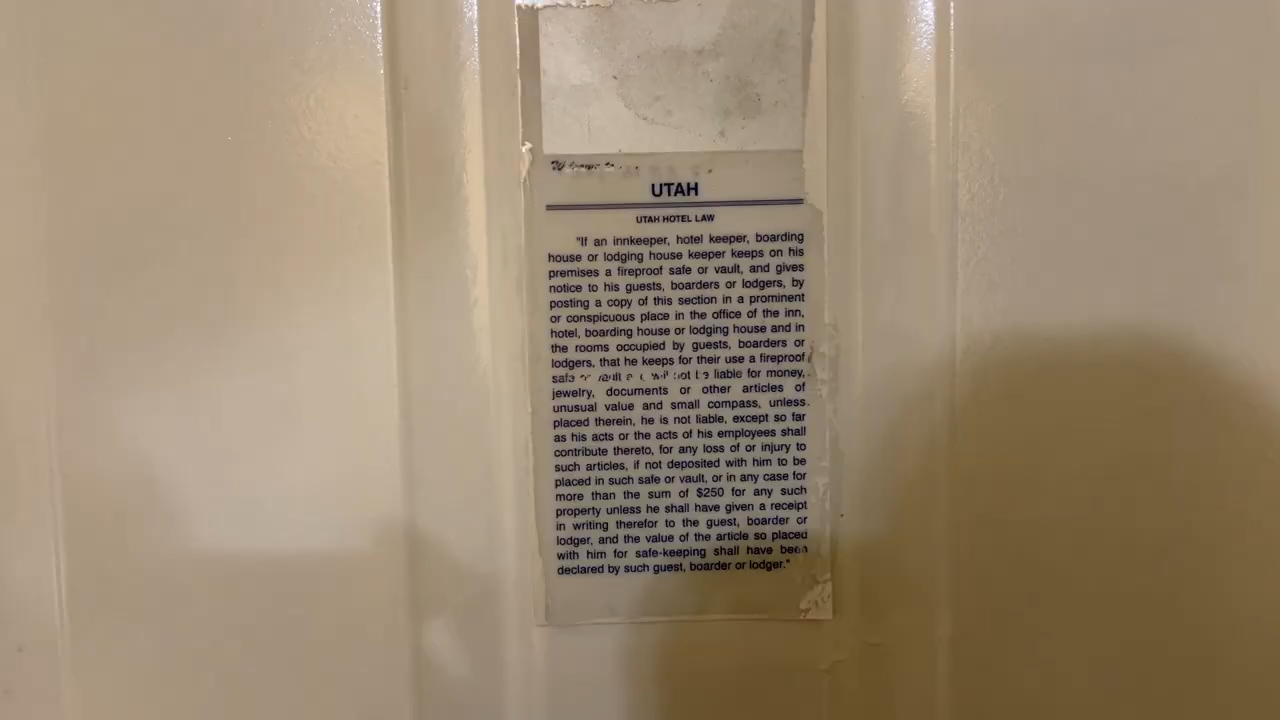 UTAH
UTAH HOTEL LAW
"If an innkeeper, hotel keeper, boarding
house or lodging house keeper keeps on his
premises a fireproof safe or vault, and gives
notice to his guests, boarders or lodgers, by
posting a copy of this section in a prominent
or conspicuous place in the office of the inn,
hotel, boarding house or lodging house and in
the rooms occupied by guests, boarders or
lodgers, that he keeps for their use a fireproof
safe or vault will not be liable for money,
jewelry, documents or other articles of
unusual value and small compass, unless
placed therein, he is not liable, except so far
as his acts or the acts of his employees shall
contribute thereto, for any loss of or injury to
such articles, if not deposited with him to be
placed in such safe or vault, or in any case for
more than the sum of $250 for any such
property unless he shall have given a receipt
in writing therefor to the guest, boarder or
lodger, and the value of the article so placed
with him for safe-keeping shall have been
declared by such guest, boarder or lodger."